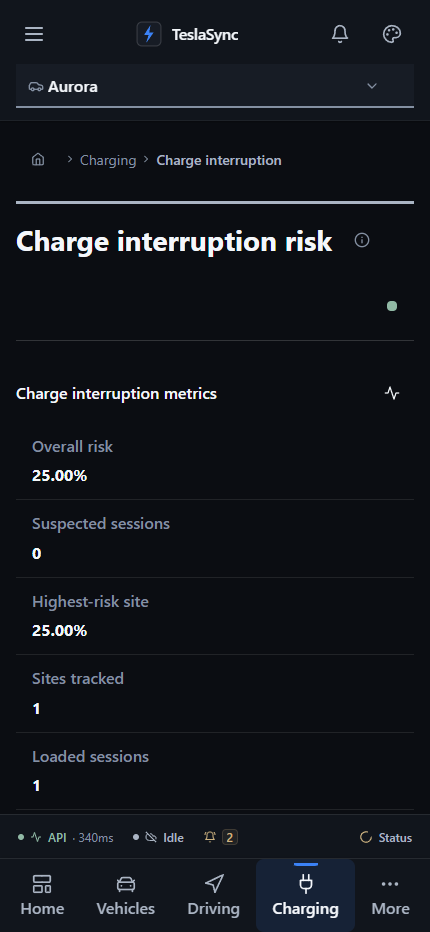 TeslaSync
Aurora
Charging > Charge interruption
Charge interruption risk
Charge interruption metrics
Overall risk
25.00%
Suspected sessions
0
Highest-risk site
25.00%
Sites tracked
1
Loaded sessions
1
API · 340ms Idle 2 Status
Home Vehicles Driving Charging More